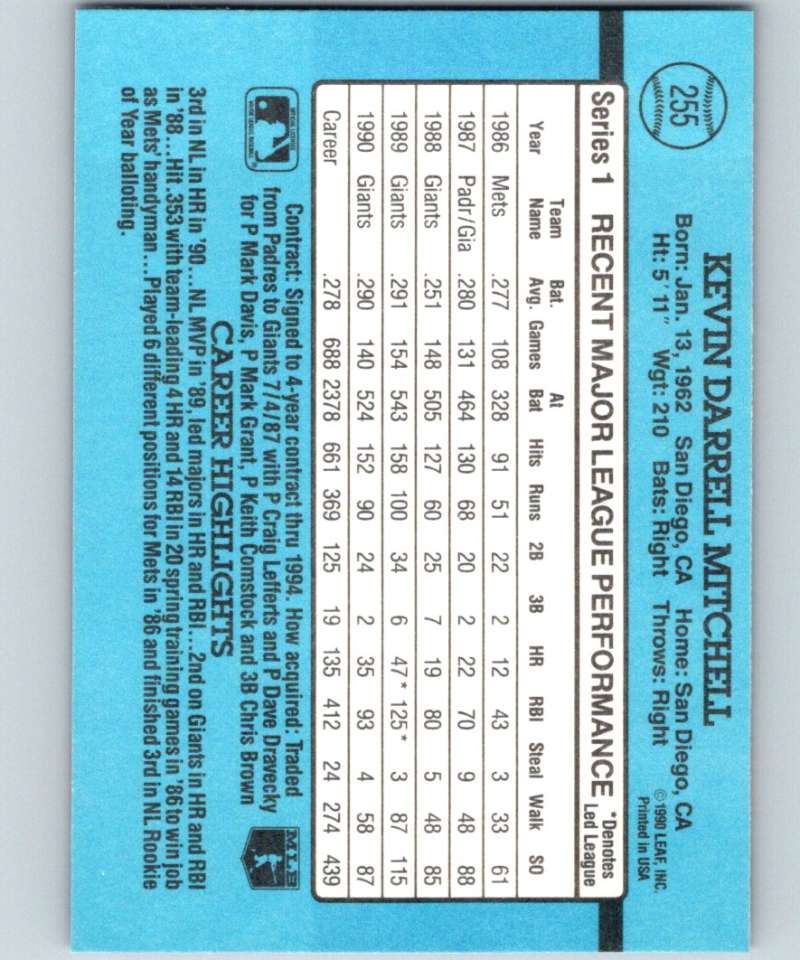 255
KEVIN DARRELL MITCHELL
Born: Jan. 13, 1962 San Diego, CA Home: San Diego, CA
Ht: 5' 11" Wgt: 210 Bats: Right Throws: Right
©1990 LEAF, INC.
Printed in USA
Series 1 RECENT MAJOR LEAGUE PERFORMANCE *Denotes Led League
Year Team Name Bat. Avg. Games At Bat Hits Runs 2B 3B HR RBI Steal Walk SO
1986 Mets .277 108 328 91 51 22 2 12 43 3 33 61
1987 Padr/Gia .280 131 464 130 68 20 2 22 70 9 48 88
1988 Giants .251 148 505 127 60 25 7 19 80 5 48 85
1989 Giants .291 154 543 158 100 34 6 47* 125* 3 87 115
1990 Giants .290 140 524 152 90 24 2 35 93 4 58 87
Career .278 688 2378 661 369 125 19 135 412 24 274 439
Contract: Signed to 4-year contract thru 1994. How acquired: Traded
from Padres to Giants 7/4/87 with P Craig Lefferts and P Dave Dravecky
for P Mark Davis, P Mark Grant, P Keith Comstock and 3B Chris Brown
MLB
CAREER HIGHLIGHTS
3rd in NL in HR in '90...NL MVP in '89, led majors in HR and RBI...2nd on Giants in HR and RBI
in '88...Hit .353 with team-leading 4 HR and 14 RBI in 20 spring training games in '86 to win job
as Mets' handyman...Played 6 different positions for Mets in '86 and finished 3rd in NL Rookie
of Year balloting.